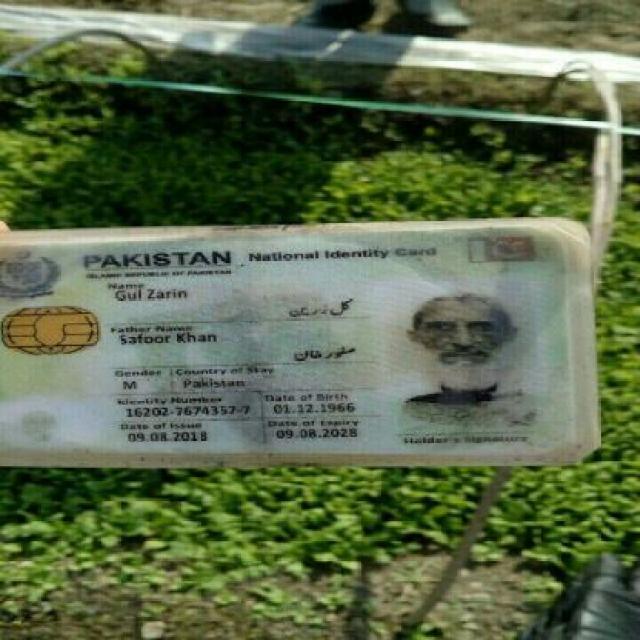 PAKISTAN National Identity Card
ISLAMIC REPUBLIC OF PAKISTAN
Name
Gul Zarin
گل زرین
Father Name
Safoor Khan
صفور خان
Gender Country of Stay
M Pakistan
Identity Number Date of Birth
16202-7674357-7 01.12.1966
Date of Issue Date of Expiry
09.08.2018 09.08.2028
Holder's Signature